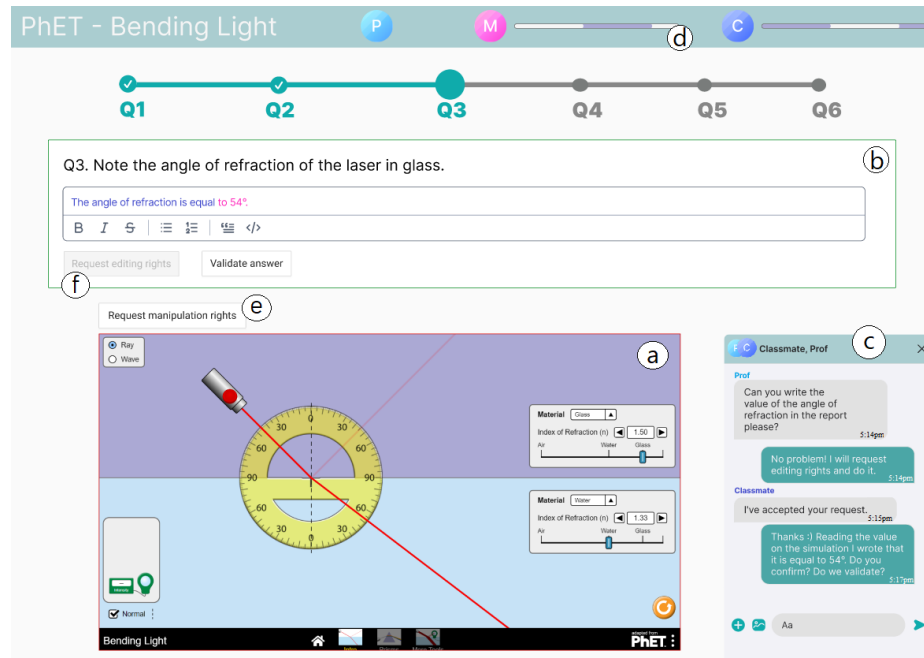 PhET - Bending Light
P
M
C
d
Q1
Q2
Q3
Q4
Q5
Q6
b
Q3. Note the angle of refraction of the laser in glass.
The angle of refraction is equal to 54°.
B I S </>
Request editing rights
Validate answer
f
Request manipulation rights
e
a
Ray
Wave
0
30 30
60 60
90 90
60 60
30 30
0
Material Glass
Index of Refraction (n) 1.50
Air Water Glass
Material Water
Index of Refraction (n) 1.33
Air Water Glass
Normal
Bending Light
Intro
More Tools
adapted from
PhET
c
C Classmate, Prof
Prof
Can you write the
value of the angle of
refraction in the report
please?
5:14pm
No problem! I will request
editing rights and do it.
5:14pm
Classmate
I've accepted your request.
5:15pm
Thanks :) Reading the value
on the simulation I wrote that
it is equal to 54°. Do you
confirm? Do we validate?
5:17pm
Aa